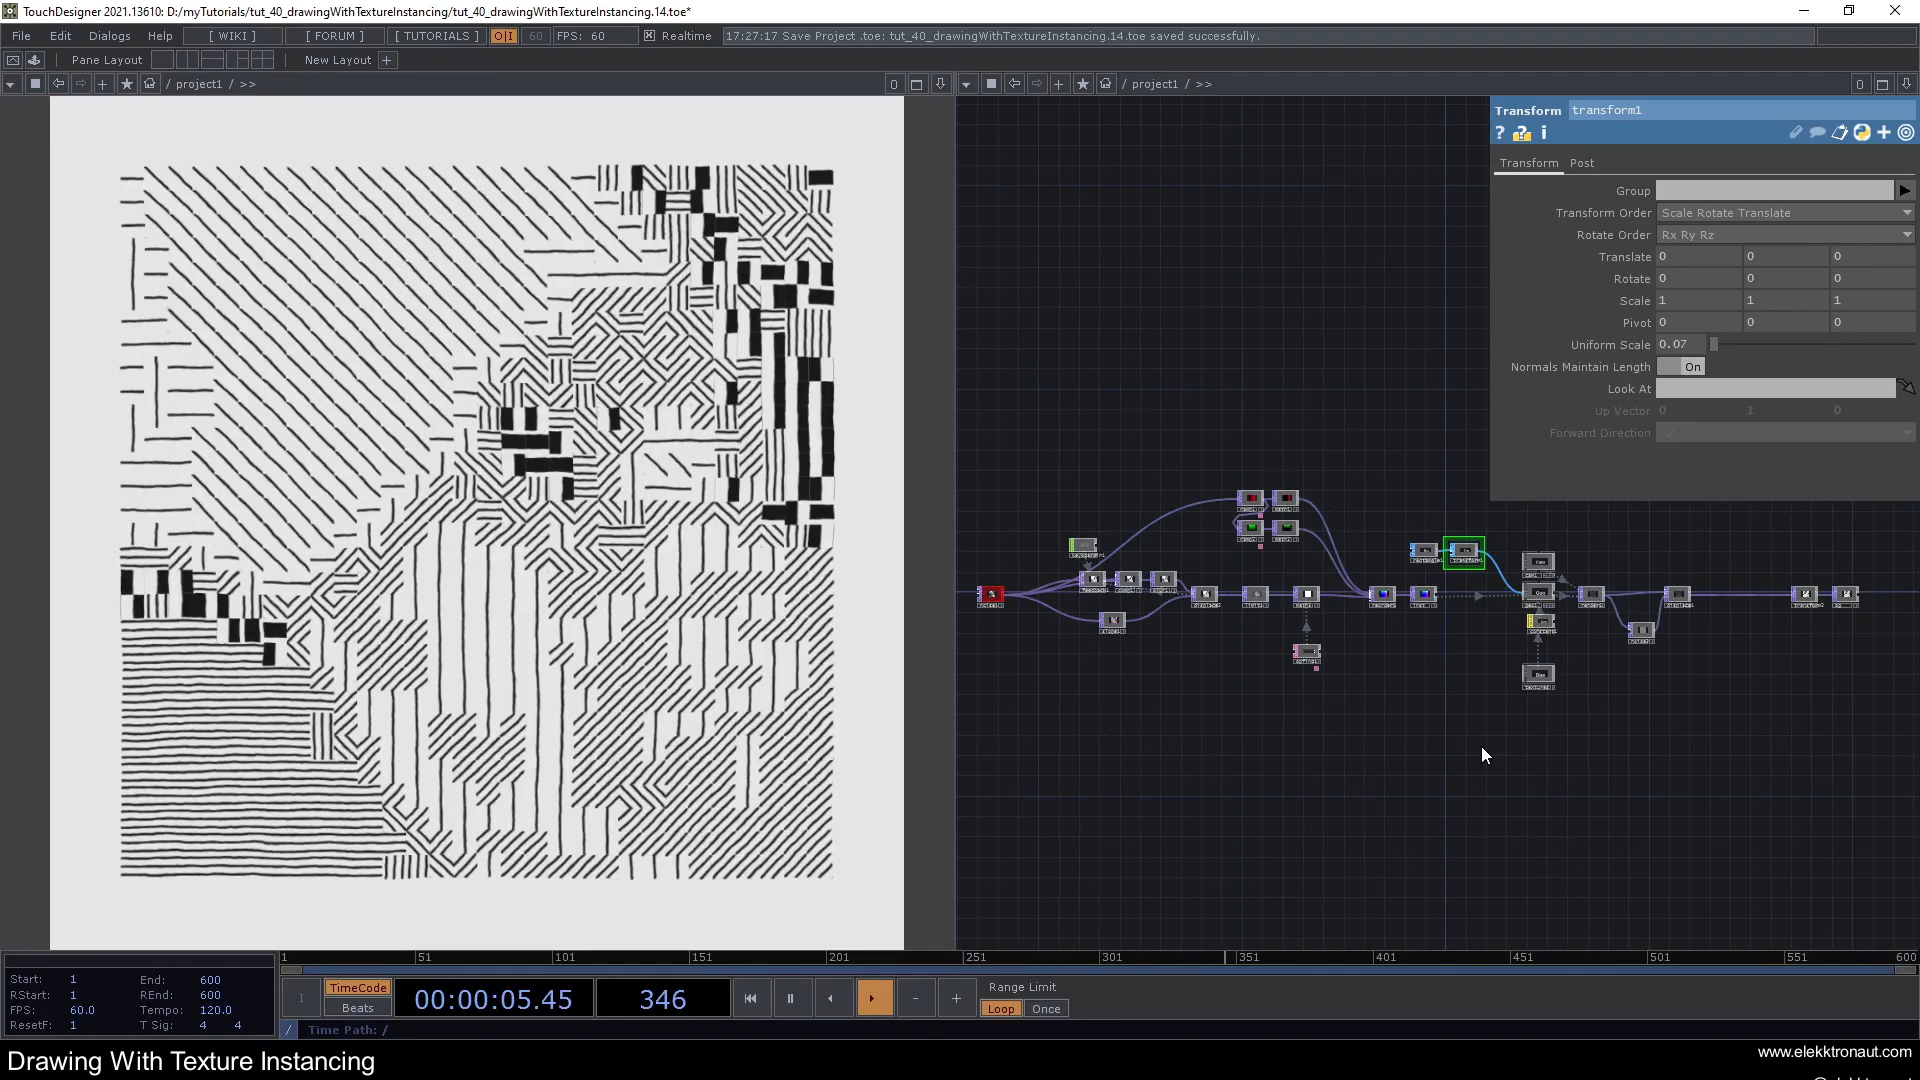 TouchDesigner 2021.13610: D:/myTutorials/tut_40_drawingWithTextureInstancing/tut_40_drawingWithTextureInstancing.14.toe*
File Edit Dialogs Help [ WIKI ] [ FORUM ] [ TUTORIALS ] O|I 60 FPS: 60 Realtime 17:27:17 Save Project .toe: tut_40_drawingWithTextureInstancing.14.toe saved successfully.
Pane Layout New Layout +
/ project1 / >> 0
/ project1 / >> 0
Transform transform1
? ? i
Transform Post
Group
Transform Order Scale Rotate Translate
Rotate Order Rx Ry Rz
Translate 0 0 0
Rotate 0 0 0
Scale 1 1 1
Pivot 0 0 0
Uniform Scale 0.07
Normals Maintain Length On
Look At
Up Vector 0 1 0
Forward Direction -Z
1 51 101 151 201 251 301 351 401 451 501 551 600
Start: 1 End: 600
RStart: 1 REnd: 600
FPS: 60.0 Tempo: 120.0
ResetF: 1 T Sig: 4 4
I TimeCode Beats 00:00:05.45 346 - +
Range Limit
Loop Once
/ Time Path: /
Drawing With Texture Instancing
www.elekktronaut.com